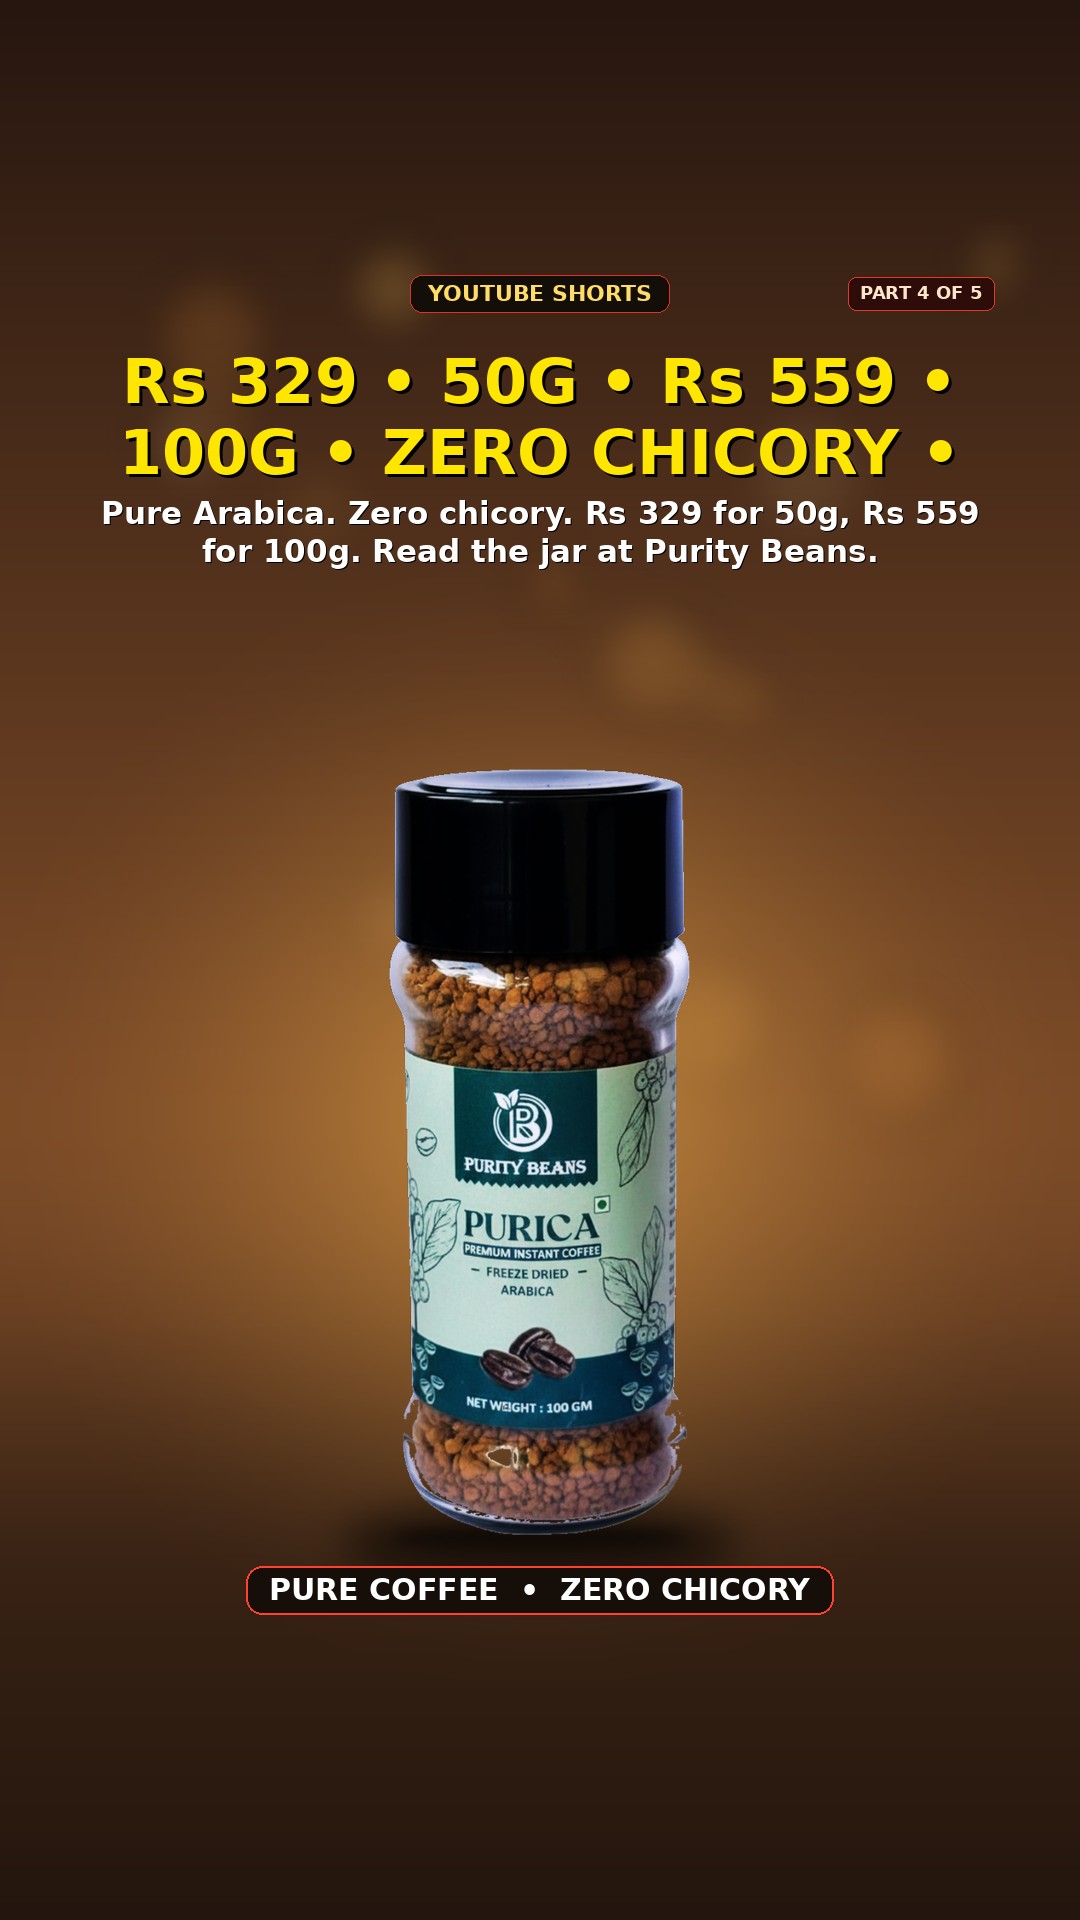 YOUTUBE SHORTS
PART 4 OF 5
Rs 329 • 50G • Rs 559 •
100G • ZERO CHICORY •
Pure Arabica. Zero chicory. Rs 329 for 50g, Rs 559
for 100g. Read the jar at Purity Beans.
PURITY BEANS
PURICA
PREMIUM INSTANT COFFEE
– FREEZE DRIED –
ARABICA
NET WEIGHT : 100 GM
PURE COFFEE • ZERO CHICORY